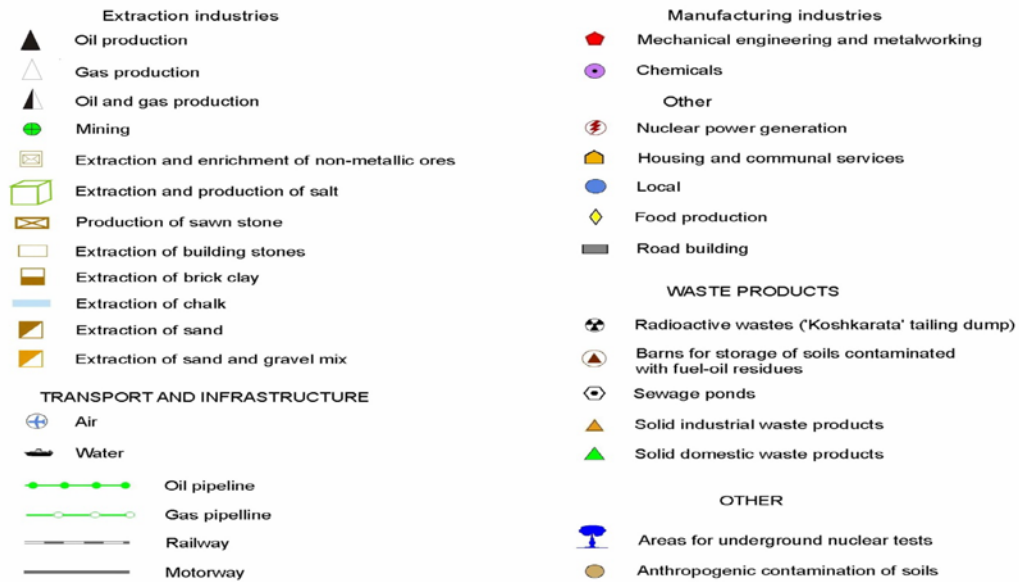 Extraction industries
Oil production
Gas production
Oil and gas production
Mining
Extraction and enrichment of non-metallic ores
Extraction and production of salt
Production of sawn stone
Extraction of building stones
Extraction of brick clay
Extraction of chalk
Extraction of sand
Extraction of sand and gravel mix
TRANSPORT AND INFRASTRUCTURE
Air
Water
Oil pipeline
Gas pipelline
Railway
Motorway
Manufacturing industries
Mechanical engineering and metalworking
Chemicals
Other
Nuclear power generation
Housing and communal services
Local
Food production
Road building
WASTE PRODUCTS
Radioactive wastes ('Koshkarata' tailing dump)
Barns for storage of soils contaminated
with fuel-oil residues
Sewage ponds
Solid industrial waste products
Solid domestic waste products
OTHER
Areas for underground nuclear tests
Anthropogenic contamination of soils